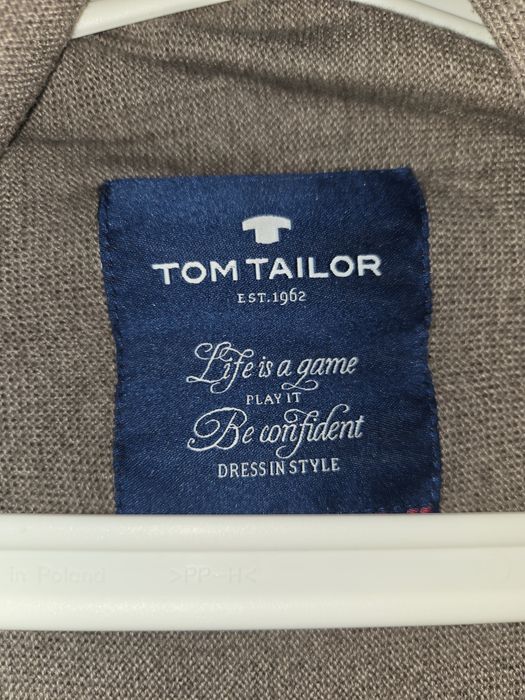 TOM TAILOR
EST.1962
Life is a game
PLAY IT
Be confident
DRESS IN STYLE
in Poland >PP-H<